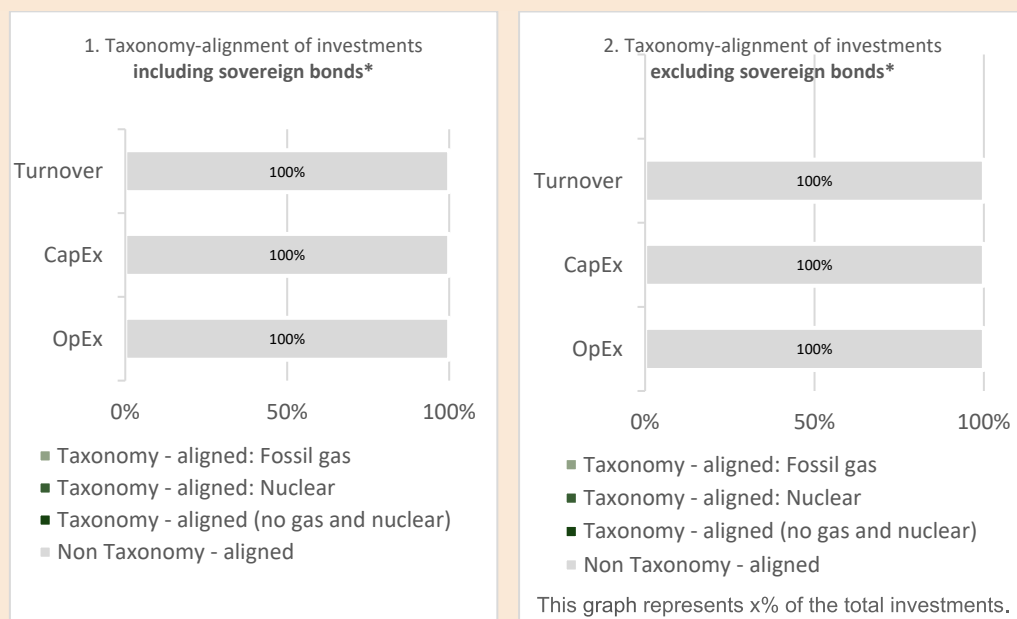 1. Taxonomy-alignment of investments
including sovereign bonds*
Turnover
100%
CapEx
100%
OpEx
100%
0% 50% 100%
Taxonomy - aligned: Fossil gas
Taxonomy - aligned: Nuclear
Taxonomy - aligned (no gas and nuclear)
Non Taxonomy - aligned
2. Taxonomy-alignment of investments
excluding sovereign bonds*
Turnover
100%
CapEx
100%
OpEx
100%
0% 50% 100%
Taxonomy - aligned: Fossil gas
Taxonomy - aligned: Nuclear
Taxonomy - aligned (no gas and nuclear)
Non Taxonomy - aligned
This graph represents x% of the total investments.